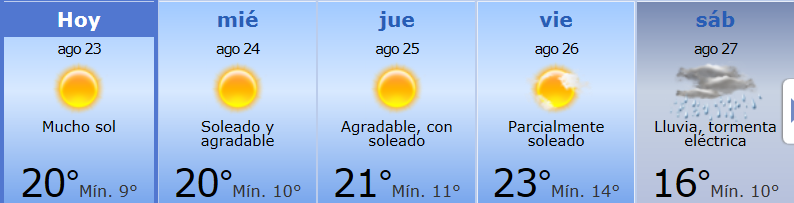 Hoy
ago 23
Mucho sol
20° Mín. 9°
mié
ago 24
Soleado y
agradable
20° Mín. 10°
jue
ago 25
Agradable, con
soleado
21° Mín. 11°
vie
ago 26
Parcialmente
soleado
23° Mín. 14°
sáb
ago 27
Lluvia, tormenta
eléctrica
16° Mín. 10°